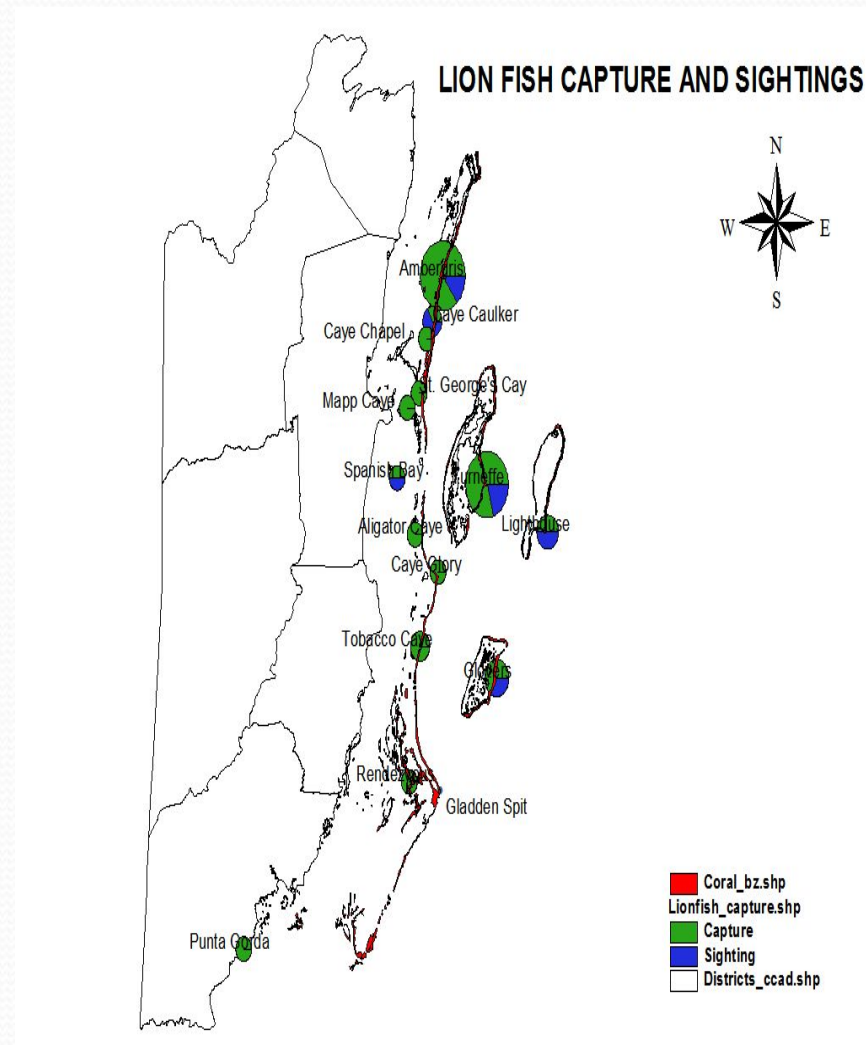 LION FISH CAPTURE AND SIGHTINGS
N
W
E
S
Ambergris
Caye Caulker
Caye Chapel
St. George's Cay
Mapp Caye
Spanish Bay
Turneffe
Lighthouse
Aligator Caye
Caye Glory
Tobacco Caye
Glovers
Rendezvous
Gladden Spit
Punta Gorda
Coral_bz.shp
Lionfish_capture.shp
Capture
Sighting
Districts_ccad.shp